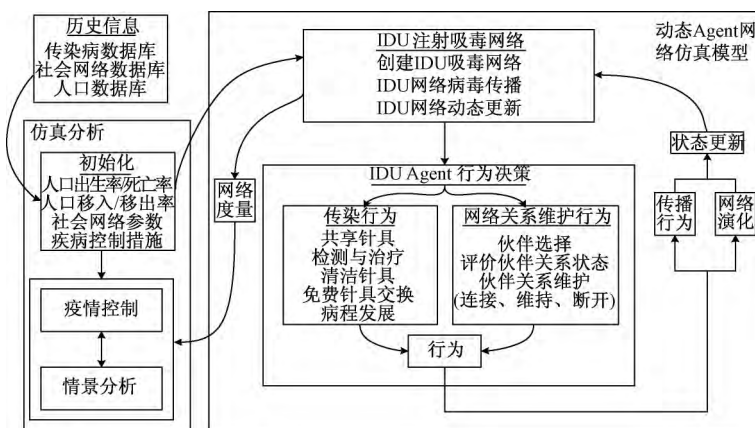 历史信息
传染病数据库
社会网络数据库
人口数据库
仿真分析
初始化
人口出生率/死亡率
人口移入/移出率
社会网络参数
疾病控制措施
疫情控制
情景分析
网络
度量
动态Agent网
络仿真模型
IDU 注射吸毒网络
创建IDU吸毒网络
IDU网络病毒传播
IDU网络动态更新
IDU Agent 行为决策
传染行为
共享针具
检测与治疗
清洁针具
免费针具交换
病程发展
网络关系维护行为
伙伴选择
评价伙伴关系状态
伙伴关系维护
(连接、维持、断开)
行为
状态更新
传播
行为
网络
演化